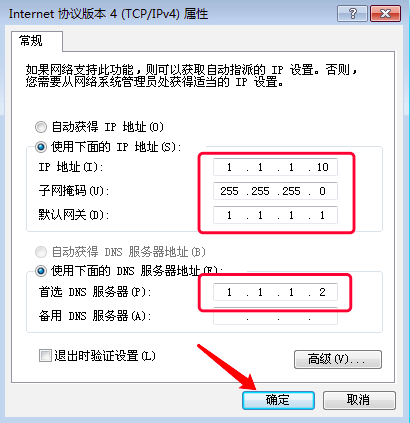 Internet 协议版本 4 (TCP/IPv4) 属性
?
常规
如果网络支持此功能,则可以获取自动指派的 IP 设置。否则,
您需要从网络系统管理员处获得适当的 IP 设置。
自动获得 IP 地址(O)
使用下面的 IP 地址(S):
IP 地址(I): 1 . 1 . 1 .10
子网掩码(U): 255 .255 .255 . 0
默认网关(D): 1 . 1 . 1 . 1
自动获得 DNS 服务器地址(B)
使用下面的 DNS 服务器地址(E):
首选 DNS 服务器(P): 1 . 1 . 1 . 2
备用 DNS 服务器(A): . . .
退出时验证设置(L)
高级(V)...
确定 取消